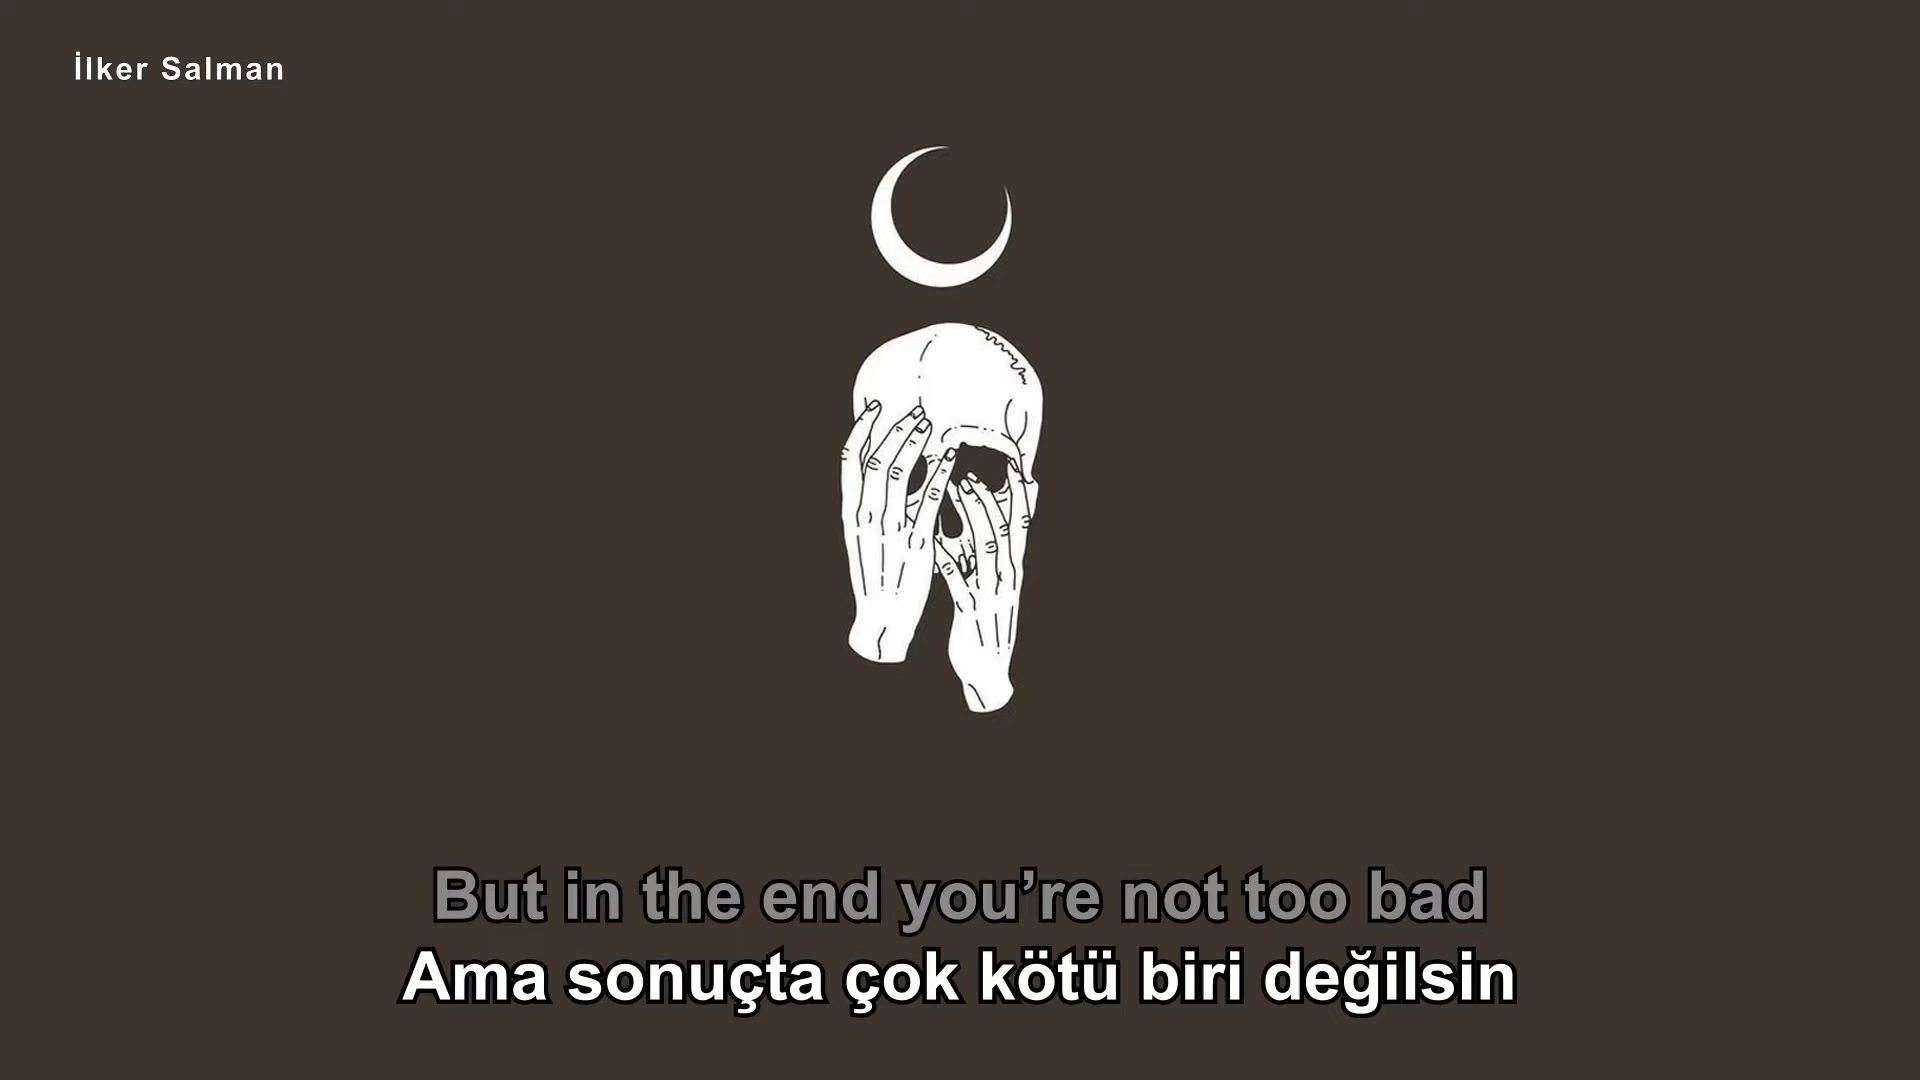 İlker Salman
But in the end you’re not too bad
Ama sonuçta çok kötü biri değilsin